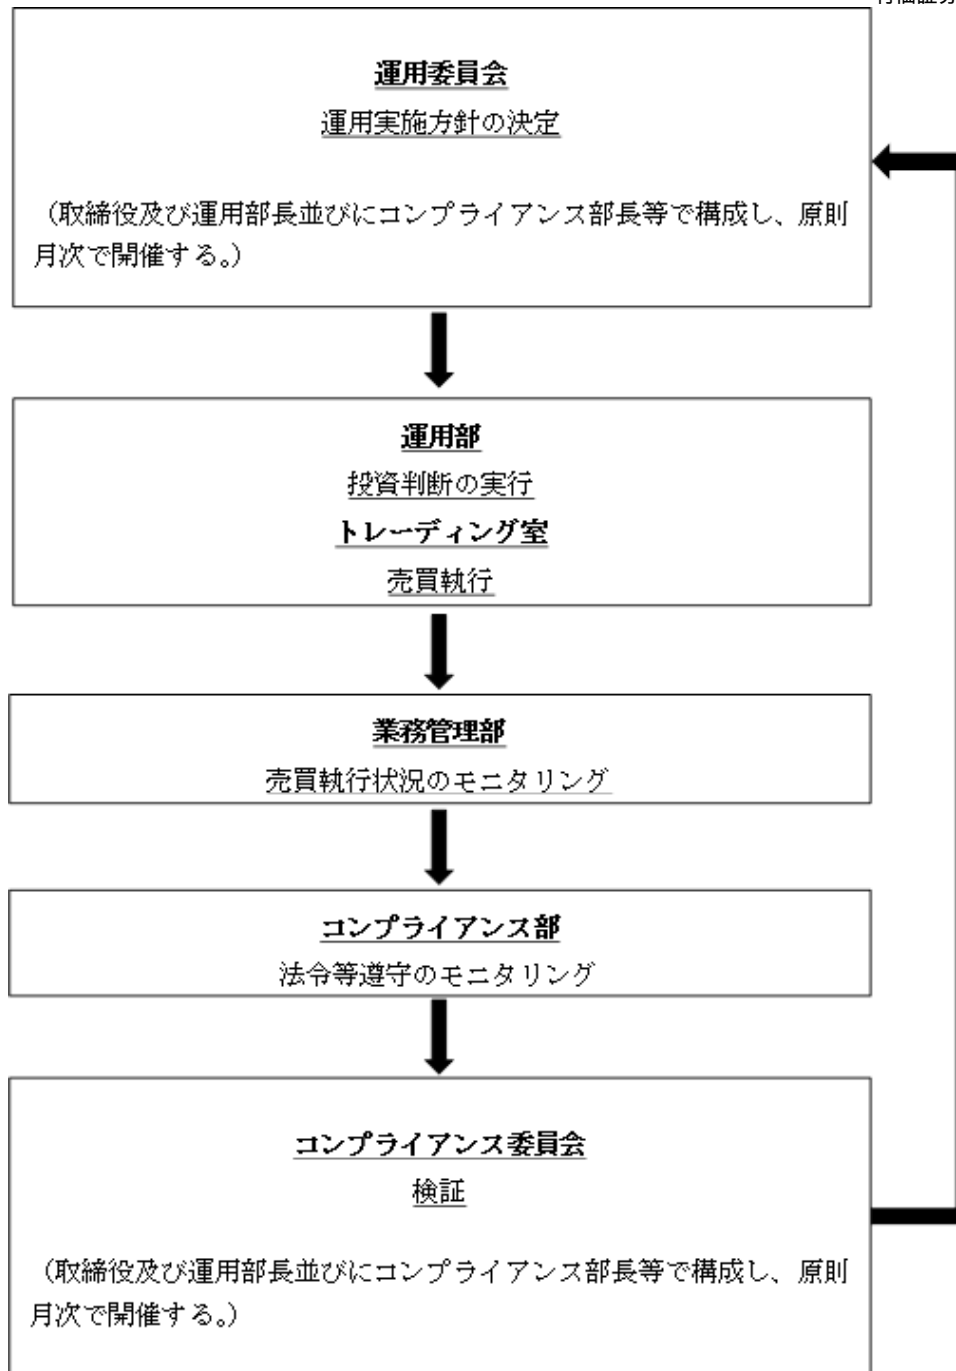 運用委員会
運用実施方針の決定
（取締役及び運用部長並びにコンプライアンス部長等で構成し、原則
月次で開催する。）
運用部
投資判断の実行
トレーディング室
売買執行
業務管理部
売買執行状況のモニタリング
コンプライアンス部
法令等遵守のモニタリング
コンプライアンス委員会
検証
（取締役及び運用部長並びにコンプライアンス部長等で構成し、原則
月次で開催する。）